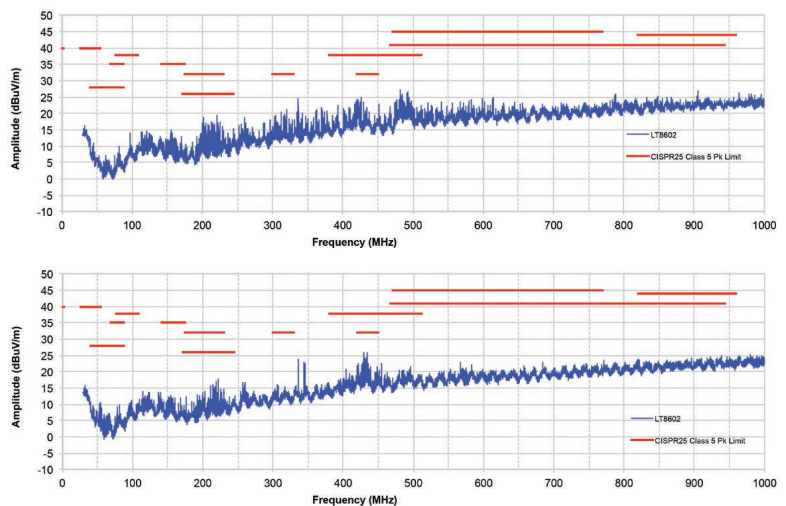 50
45
40
35
30
25
20
15
10
5
0
-5
-10
Amplitude (dBuV/m)
LT8602
CISPR25 Class 5 Pk Limit
0 100 200 300 400 500 600 700 800 900 1000
Frequency (MHz)
50
45
40
35
30
25
20
15
10
5
0
-5
-10
Amplitude (dBuV/m)
LT8602
CISPR25 Class 5 Pk Limit
0 100 200 300 400 500 600 700 800 900 1000
Frequency (MHz)